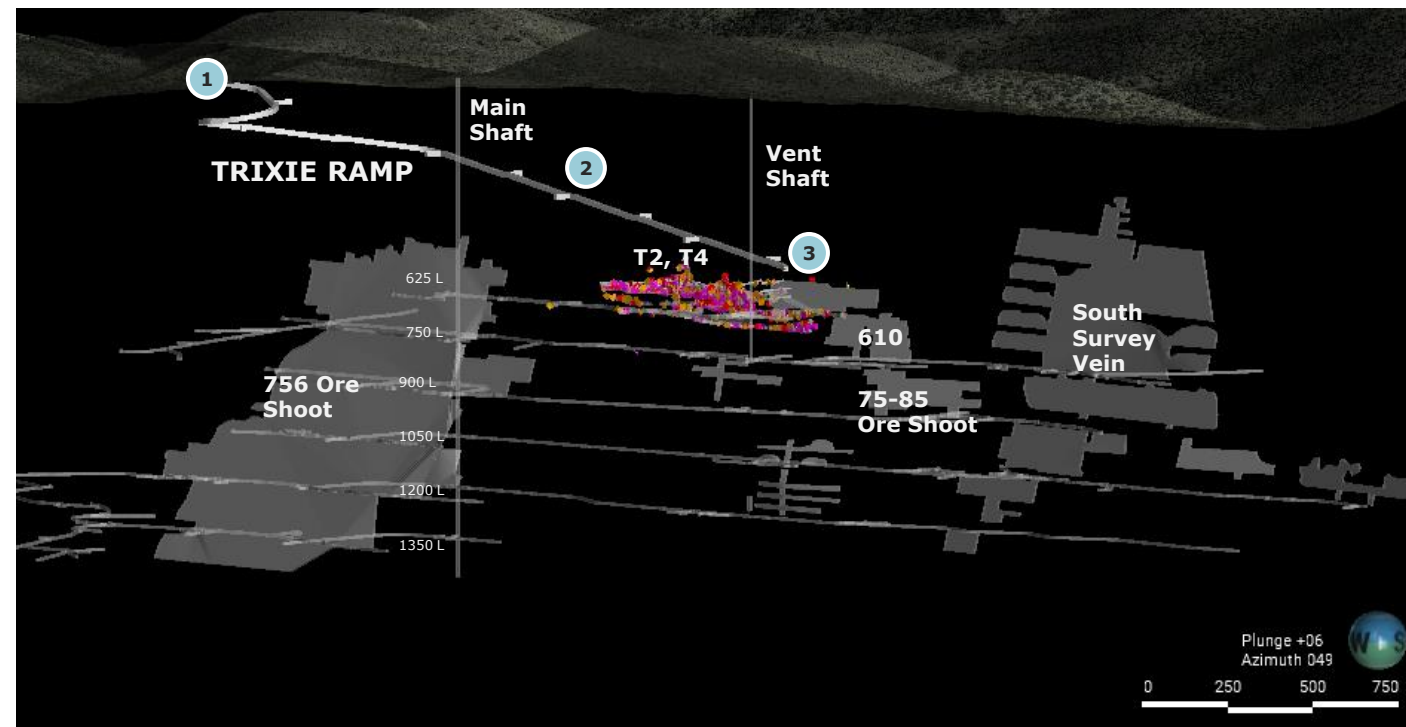 1
Main
Shaft
2
Vent
Shaft
TRIXIE RAMP
3
T2, T4
625 L
750 L
610
South
Survey
Vein
756 Ore
Shoot
900 L
75-85
Ore Shoot
1050 L
1200 L
1350 L
Plunge +06
Azimuth 049
W S
0 250 500 750